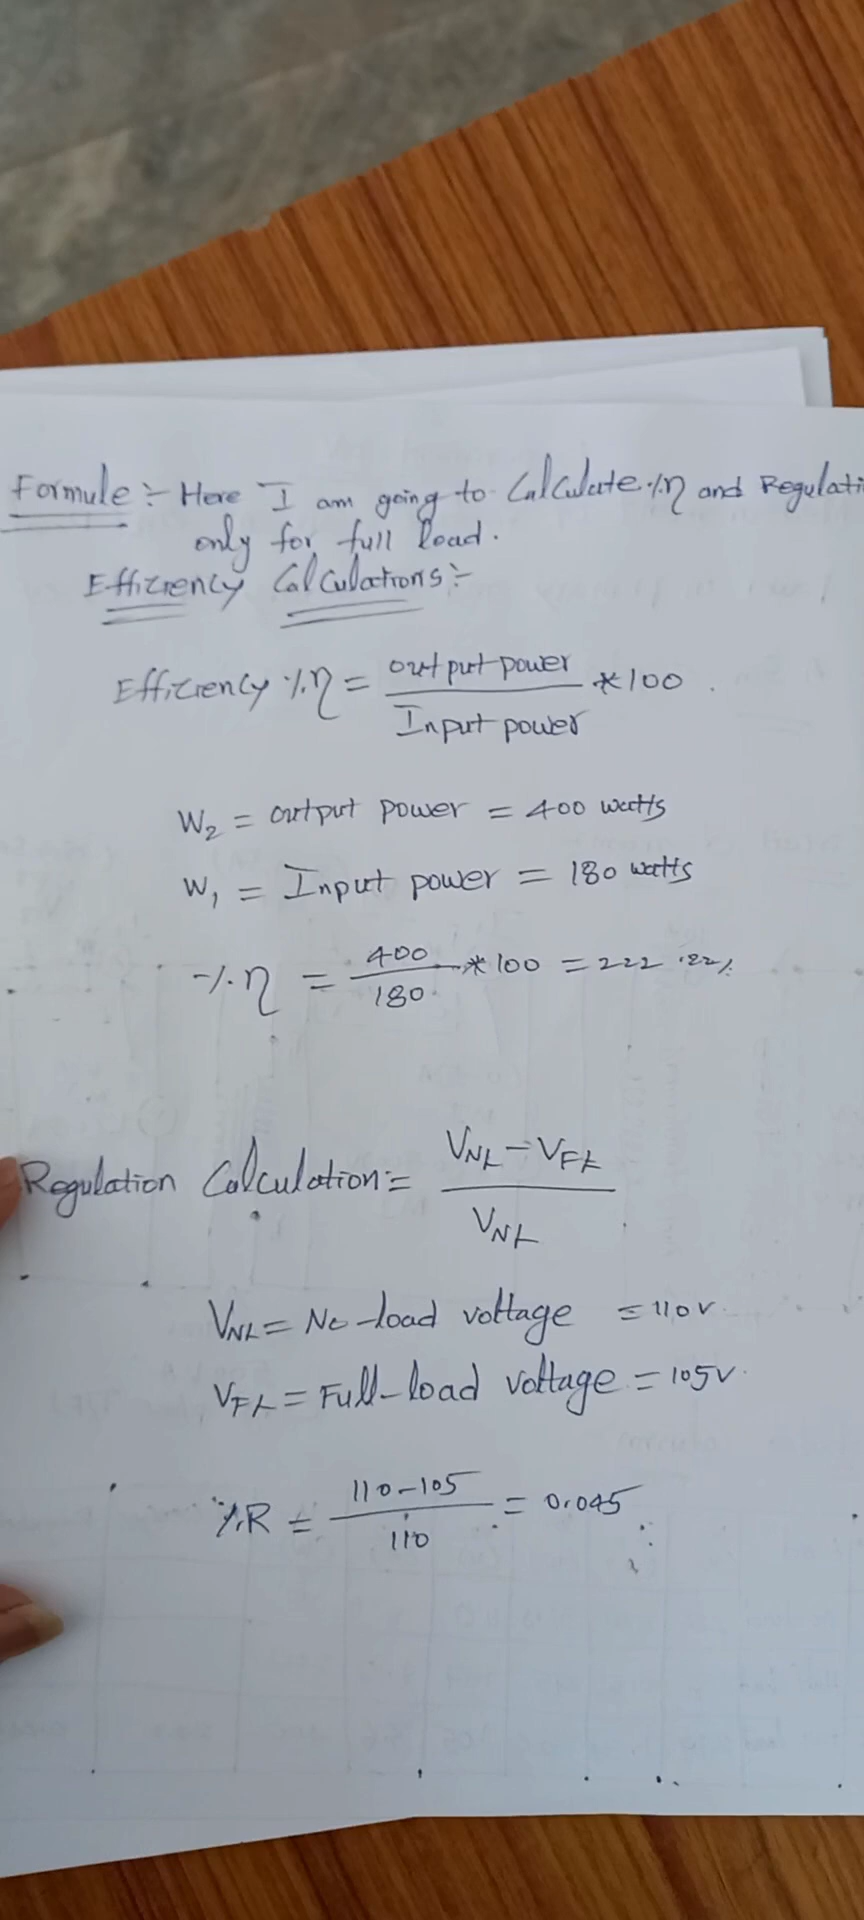 Formule:- Here I am going to Calculate %η and Regulati
only for full load.
Efficiency Calculations:-
Efficiency %η = output power / Input power * 100
W₂ = output power = 400 watts
W₁ = Input power = 180 watts
%η = 400 / 180 * 100 = 222.22%
Regulation Calculation:= VNL - VFL / VNL
VNL = No-load voltage = 110V
VFL = Full-load voltage = 105V
%R = 110-105 / 110 = 0.045